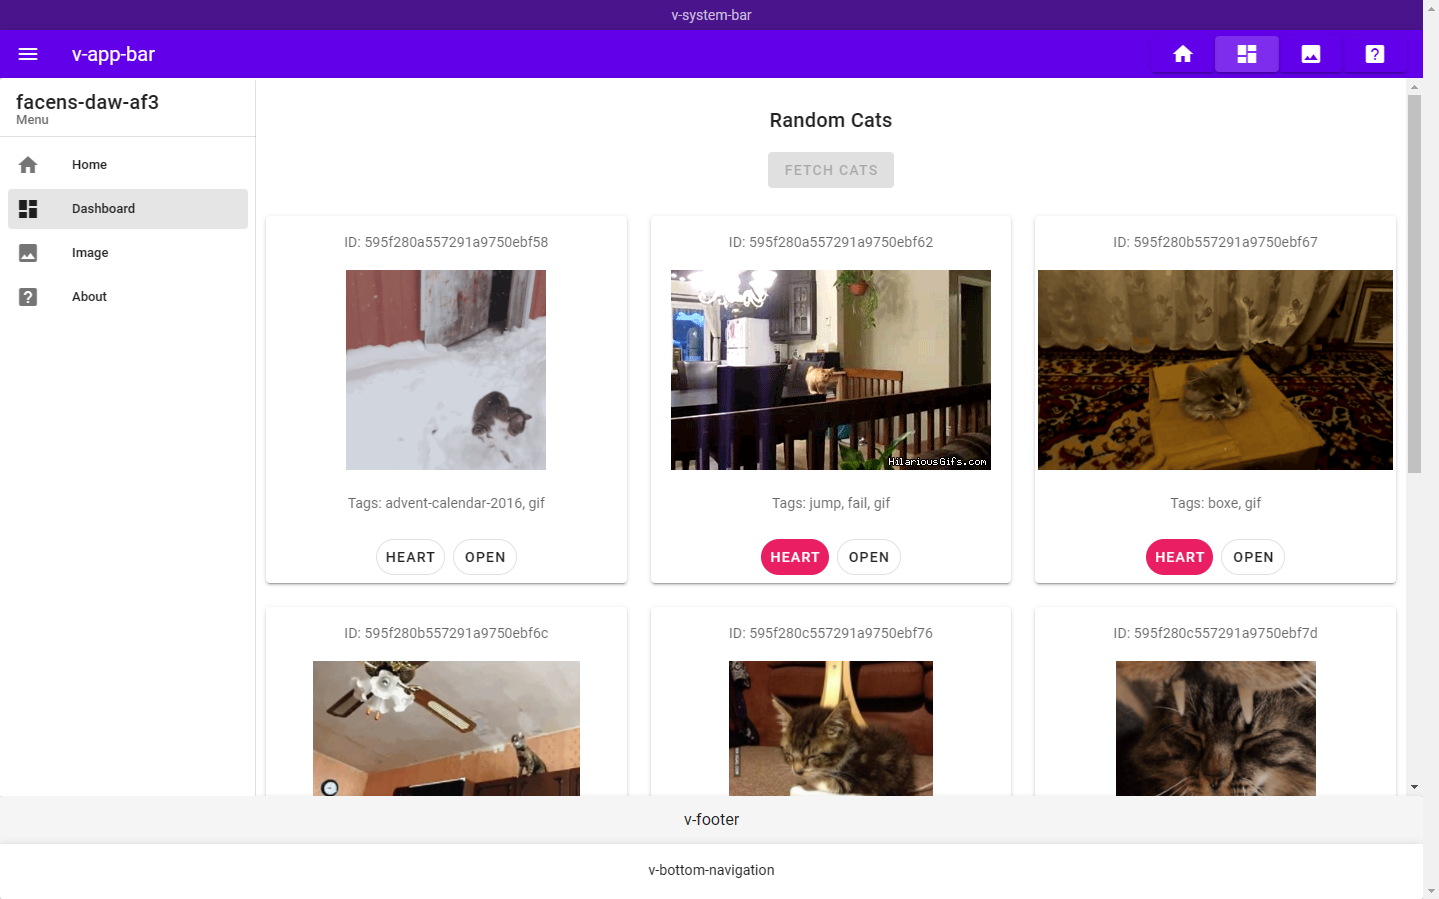 v-system-bar
v-app-bar
facens-daw-af3
Menu
Home
Dashboard
Image
About
Random Cats
FETCH CATS
ID: 595f280a557291a9750ebf58
Tags: advent-calendar-2016, gif
HEART OPEN
ID: 595f280a557291a9750ebf62
HilariousGifs.com
Tags: jump, fail, gif
HEART OPEN
ID: 595f280b557291a9750ebf67
Tags: boxe, gif
HEART OPEN
ID: 595f280b557291a9750ebf6c
ID: 595f280c557291a9750ebf76
ID: 595f280c557291a9750ebf7d
v-footer
v-bottom-navigation